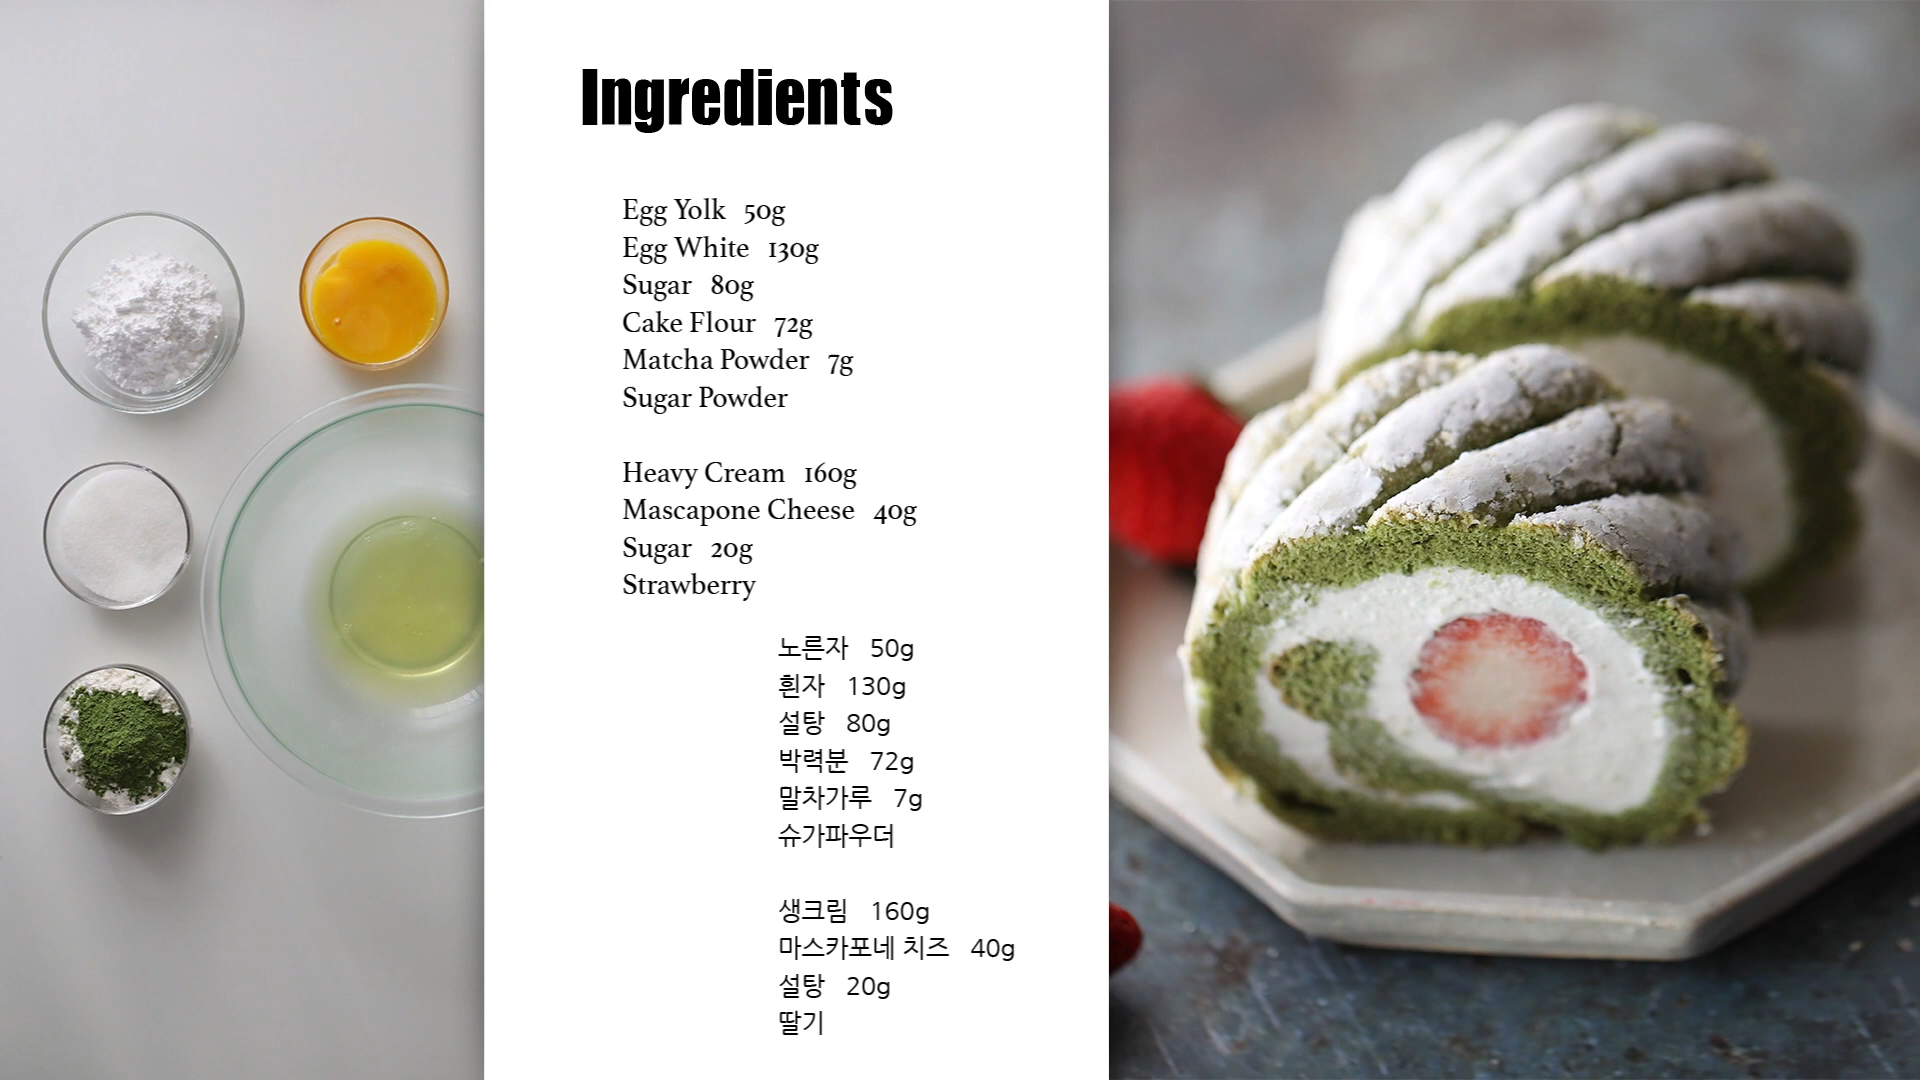 Ingredients
Egg Yolk 50g
Egg White 130g
Sugar 80g
Cake Flour 72g
Matcha Powder 7g
Sugar Powder
Heavy Cream 160g
Mascapone Cheese 40g
Sugar 20g
Strawberry
노른자 50g
흰자 130g
설탕 80g
박력분 72g
말차가루 7g
슈가파우더
생크림 160g
마스카포네 치즈 40g
설탕 20g
딸기